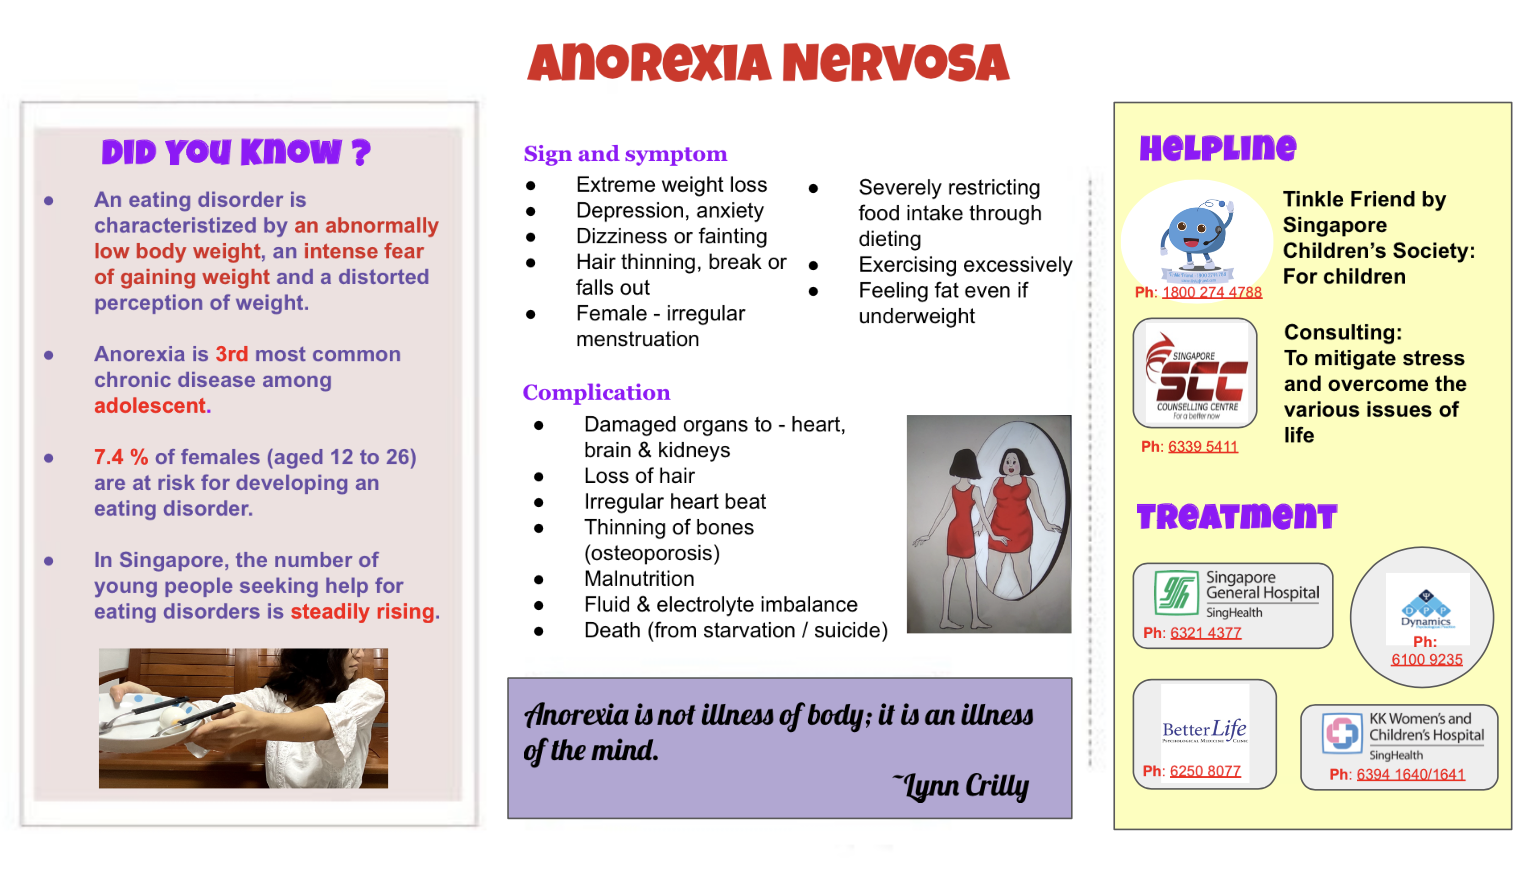 Anorexia Nervosa
Did you know ?
● An eating disorder is
characteristized by an abnormally
low body weight, an intense fear
of gaining weight and a distorted
perception of weight.
● Anorexia is 3rd most common
chronic disease among
adolescent.
● 7.4 % of females (aged 12 to 26)
are at risk for developing an
eating disorder.
● In Singapore, the number of
young people seeking help for
eating disorders is steadily rising.
Sign and symptom
● Extreme weight loss
● Depression, anxiety
● Dizziness or fainting
● Hair thinning, break or
falls out
● Female - irregular
menstruation
● Severely restricting
food intake through
dieting
● Exercising excessively
● Feeling fat even if
underweight
Complication
● Damaged organs to - heart,
brain & kidneys
● Loss of hair
● Irregular heart beat
● Thinning of bones
(osteoporosis)
● Malnutrition
● Fluid & electrolyte imbalance
● Death (from starvation / suicide)
Anorexia is not illness of body; it is an illness
of the mind.
~Lynn Crilly
Helpline
Ph: 1800 274 4788
Tinkle Friend by
Singapore
Children's Society:
For children
SINGAPORE
SCC
COUNSELLING CENTRE
For a better now
Ph: 6339 5411
Consulting:
To mitigate stress
and overcome the
various issues of
life
Treatment
Singapore
General Hospital
SingHealth
Ph: 6321 4377
DPP
Dynamics
Ph:
6100 9235
BetterLife
PSYCHOLOGICAL MEDICINE CLINIC
Ph: 6250 8077
KK Women's and
Children's Hospital
SingHealth
Ph: 6394 1640/1641